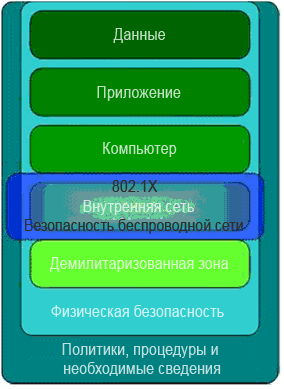 Данные
Приложение
Компьютер
802.1X
Внутренняя сеть
Безопасность беспроводной сети
Демилитаризованная зона
Физическая безопасность
Политики, процедуры и
необходимые сведения